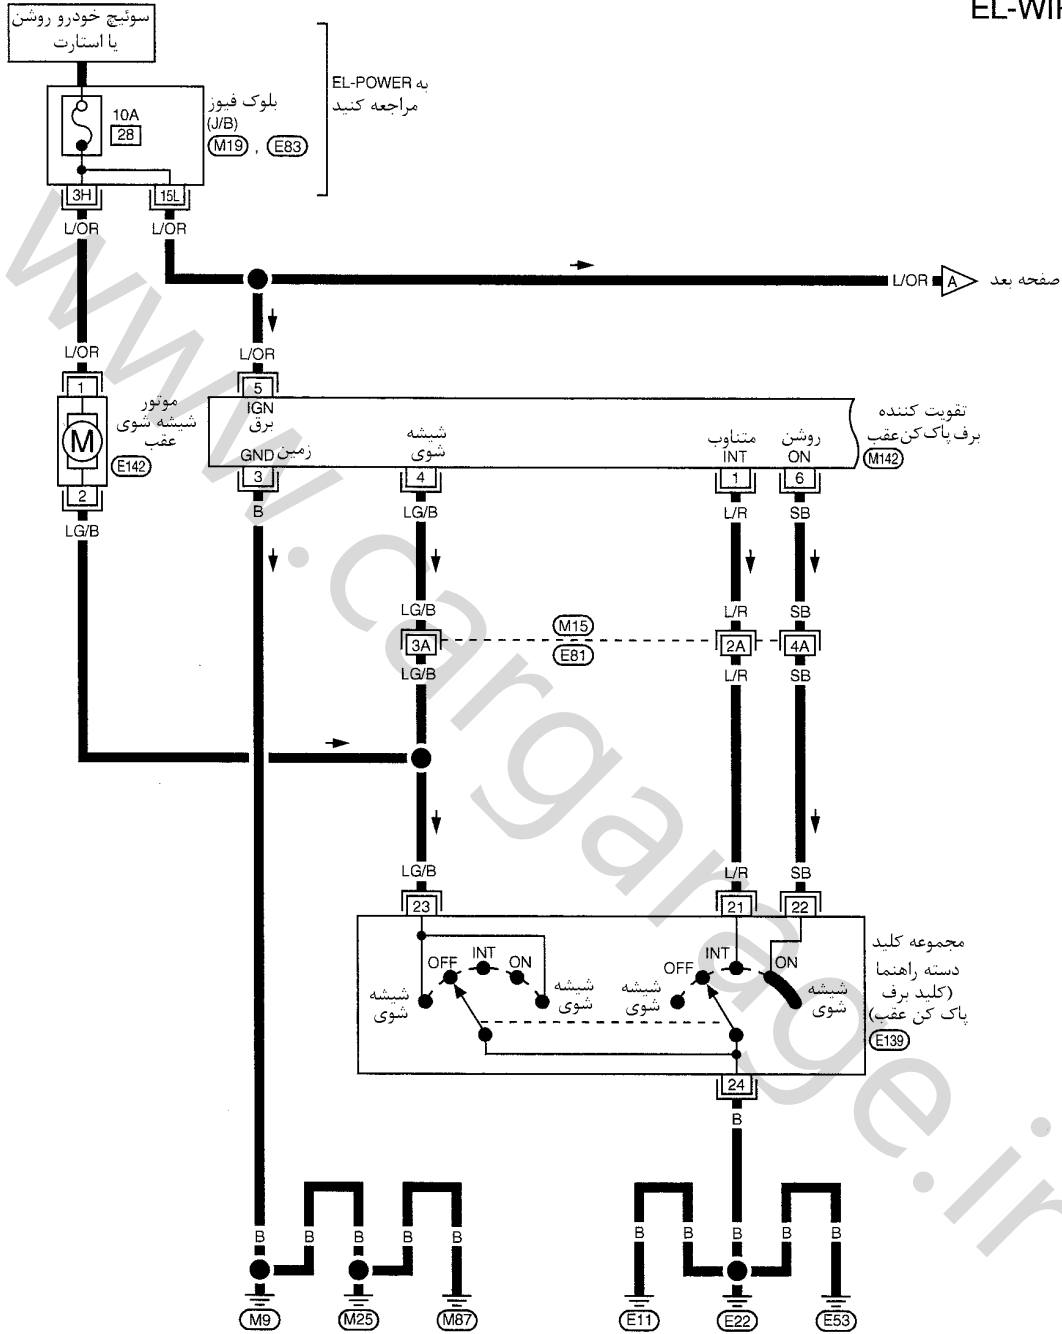 EL-WIP
سوئیچ خودرو روشن
یا استارت
10A
28
بلوک فیوز
(J/B)
M19 , E83
به EL-POWER
مراجعه کنید
3H
15L
L/OR
L/OR
L/OR
A
صفحه بعد
L/OR
L/OR
1
5
IGN
برق
GND زمین
شیشه
شوی
متناوب
INT
روشن
ON
تقویت کننده
برف پاک کن عقب
M142
موتور
شیشه شوی
عقب
M
E142
2
3
4
1
6
LG/B
B
LG/B
L/R
SB
LG/B
L/R
SB
M15
3A
2A
4A
E81
LG/B
L/R
SB
LG/B
L/R
SB
23
21
22
OFF
INT
ON
شیشه
شوی
شیشه
شوی
OFF
INT
ON
شیشه
شوی
شیشه
شوی
مجموعه کلید
دسته راهنما
(کلید برف
پاک کن عقب)
E139
24
B
B
B
B
B
B
B
B
B
B
M9
M25
M87
E11
E22
E53
www.cargarage.ir